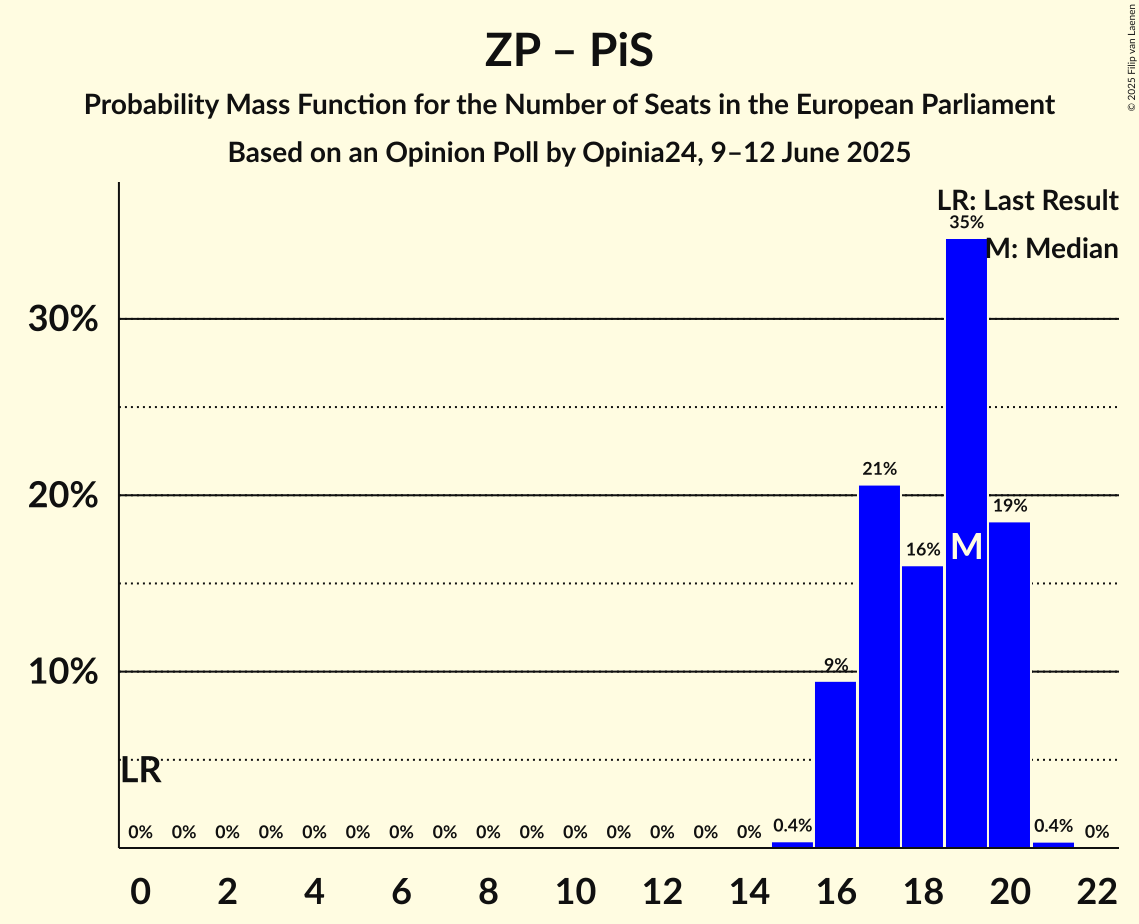 ZP – PiS
Probability Mass Function for the Number of Seats in the European Parliament
Based on an Opinion Poll by Opinia24, 9–12 June 2025
© 2025 Filip van Laenen
LR: Last Result
M: Median
30%
20%
10%
35%
21%
19%
16%
M
9%
LR
0% 0% 0% 0% 0% 0% 0% 0% 0% 0% 0% 0% 0% 0% 0% 0.4% 0.4% 0%
0 2 4 6 8 10 12 14 16 18 20 22